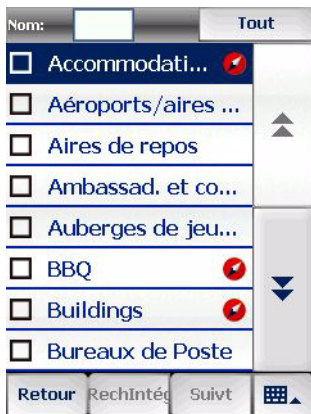 Nom: Tout
Accommodati...
Aéroports/aires ...
Aires de repos
Ambassad. et co...
Auberges de jeu...
BBQ
Buildings
Bureaux de Poste
Retour RechIntég Suivt